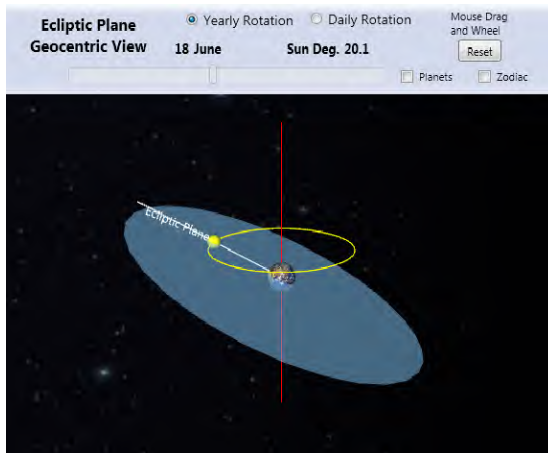 Ecliptic Plane
Geocentric View
Yearly Rotation
Daily Rotation
18 June
Sun Deg. 20.1
Mouse Drag
and Wheel
Reset
Planets
Zodiac
Ecliptic Plane